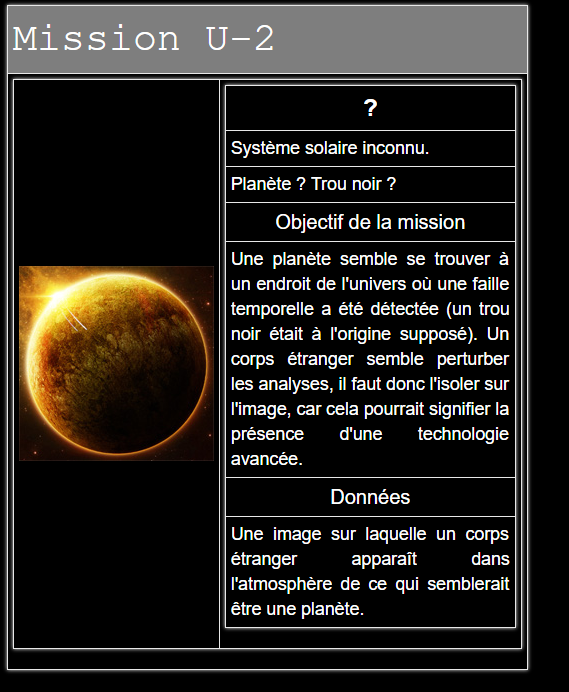 Mission U-2
?
Système solaire inconnu.
Planète ? Trou noir ?
Objectif de la mission
Une planète semble se trouver à
un endroit de l'univers où une faille
temporelle a été détectée (un trou
noir était à l'origine supposé). Un
corps étranger semble perturber
les analyses, il faut donc l'isoler sur
l'image, car cela pourrait signifier la
présence d'une technologie
avancée.
Données
Une image sur laquelle un corps
étranger apparaît dans
l'atmosphère de ce qui semblerait
être une planète.